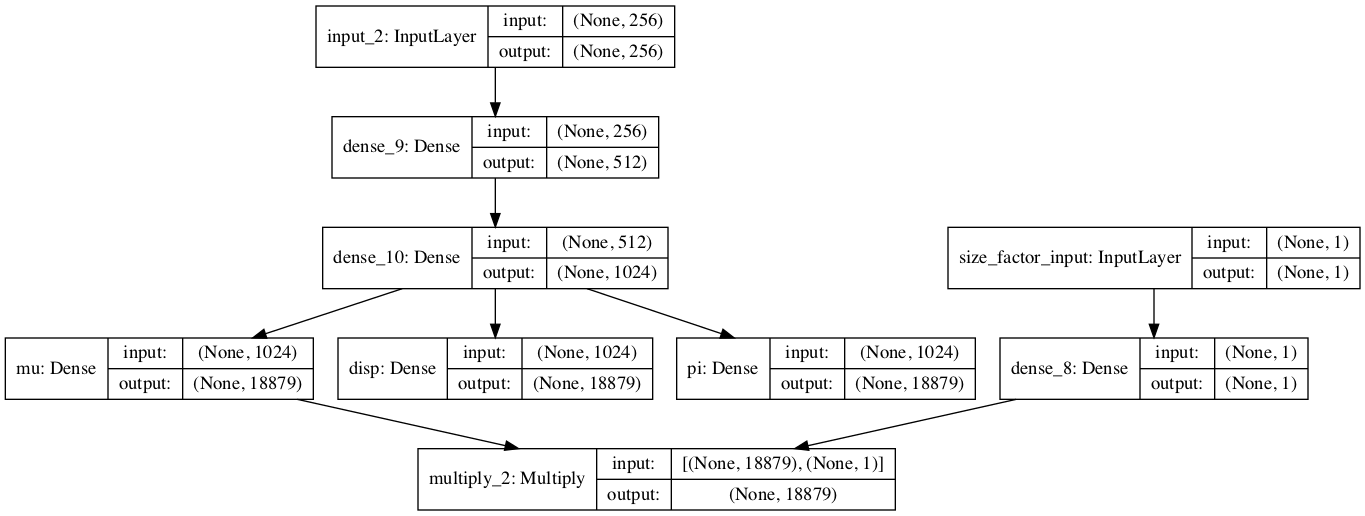 input_2: InputLayer
input: (None, 256)
output: (None, 256)
dense_9: Dense
input: (None, 256)
output: (None, 512)
dense_10: Dense
input: (None, 512)
output: (None, 1024)
size_factor_input: InputLayer
input: (None, 1)
output: (None, 1)
mu: Dense
input: (None, 1024)
output: (None, 18879)
disp: Dense
input: (None, 1024)
output: (None, 18879)
pi: Dense
input: (None, 1024)
output: (None, 18879)
dense_8: Dense
input: (None, 1)
output: (None, 1)
multiply_2: Multiply
input: [(None, 18879), (None, 1)]
output: (None, 18879)